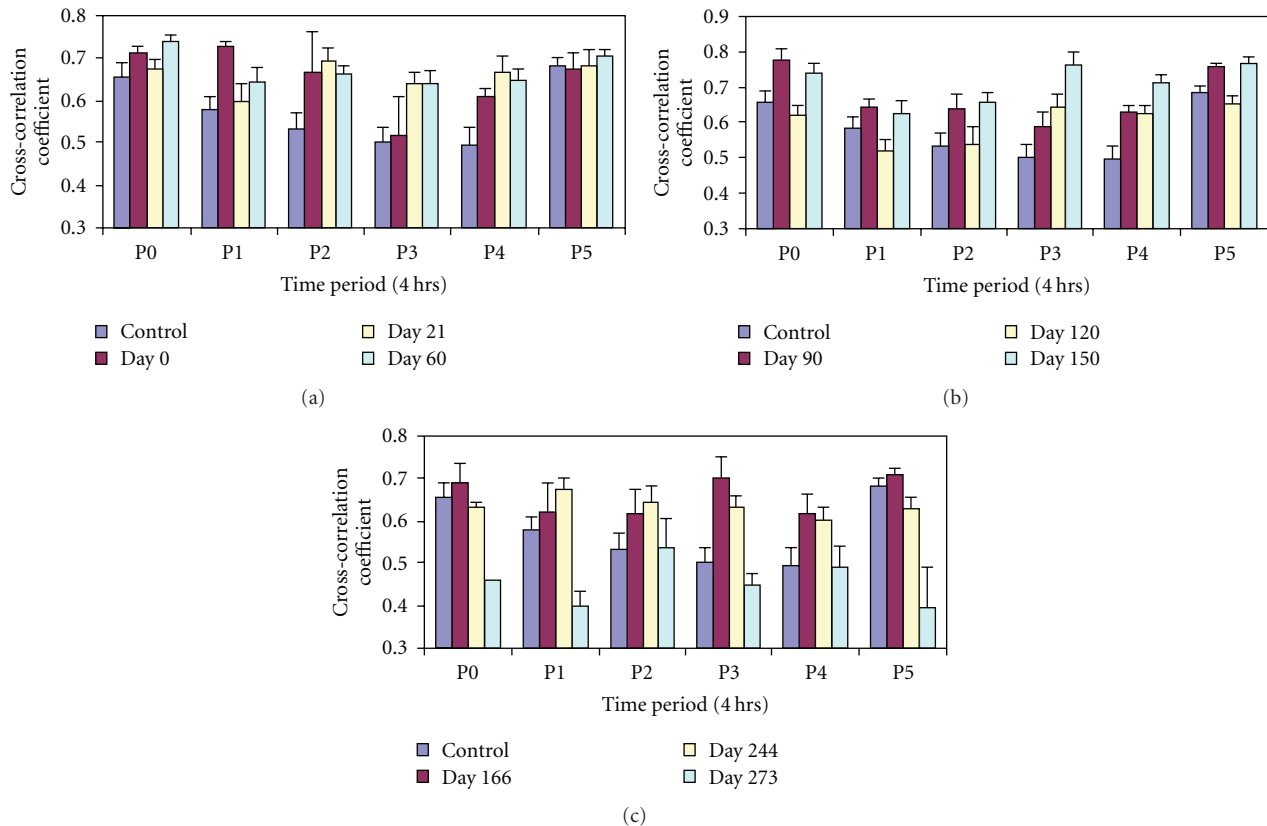 Cross-correlation
coefficient
0.8
0.7
0.6
0.5
0.4
0.3
P0 P1 P2 P3 P4 P5
Time period (4 hrs)
Control
Day 0
Day 21
Day 60
(a)
Cross-correlation
coefficient
0.9
0.8
0.7
0.6
0.5
0.4
0.3
P0 P1 P2 P3 P4 P5
Time period (4 hrs)
Control
Day 90
Day 120
Day 150
(b)
Cross-correlation
coefficient
0.8
0.7
0.6
0.5
0.4
0.3
P0 P1 P2 P3 P4 P5
Time period (4 hrs)
Control
Day 166
Day 244
Day 273
(c)